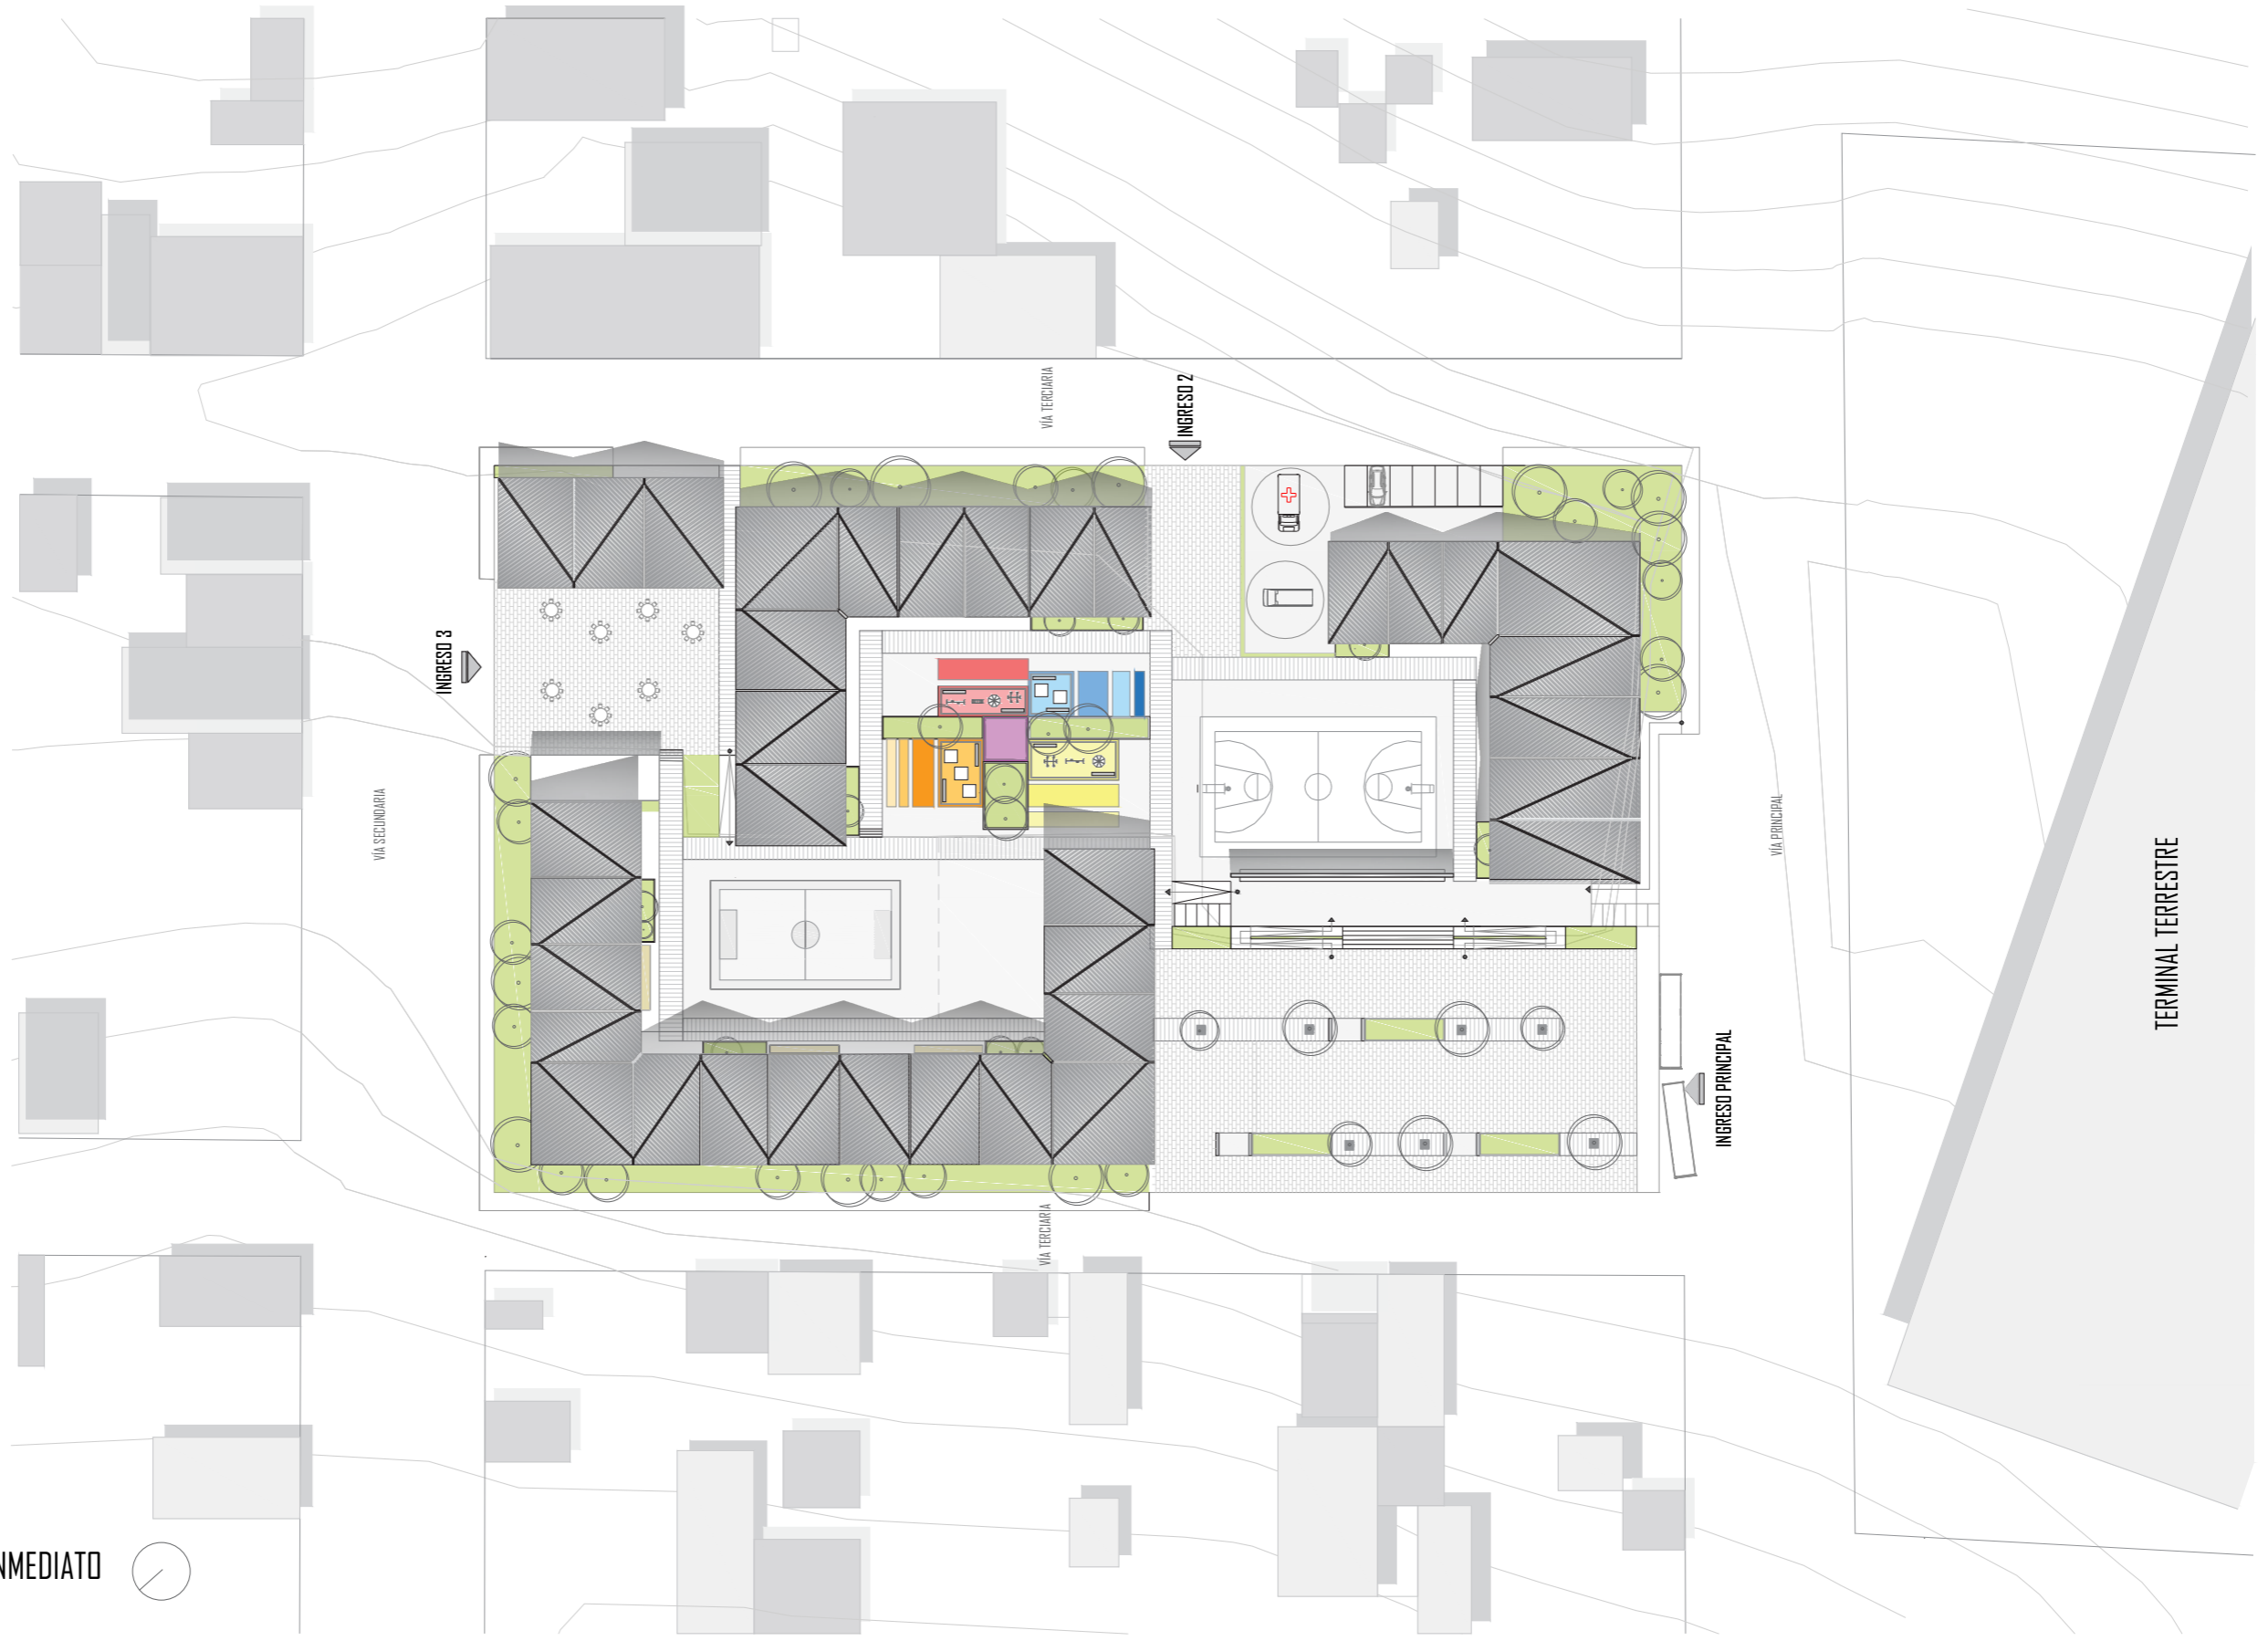 VÍA TERCIARIA
INGRESO 2
INGRESO 3
VÍA SECUNDARIA
VÍA PRINCIPAL
TERMINAL TERRESTRE
INGRESO PRINCIPAL
VÍA TERCIARIA
NMEDIATO